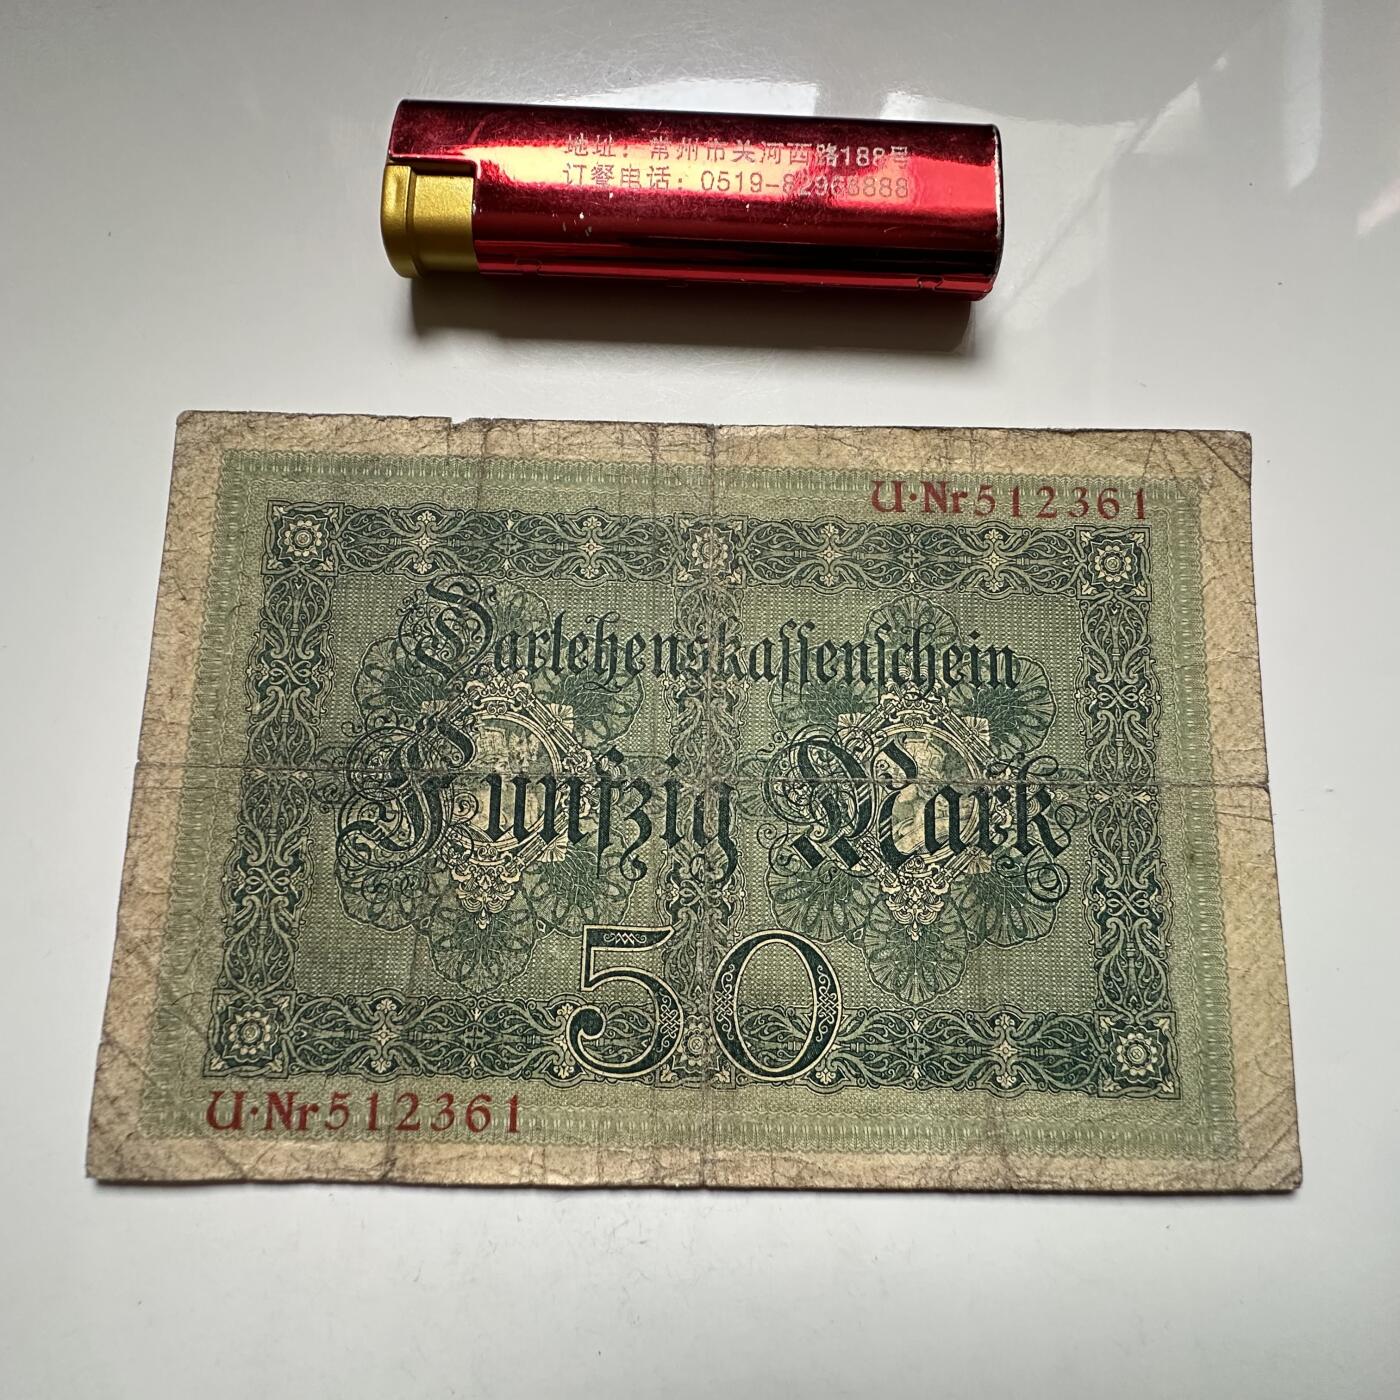 地址：常州市关河西路188号
订餐电话：0519-82968888
U·Nr512361
Darlehenskassenschein
Funfzig Mark
50
U·Nr512361